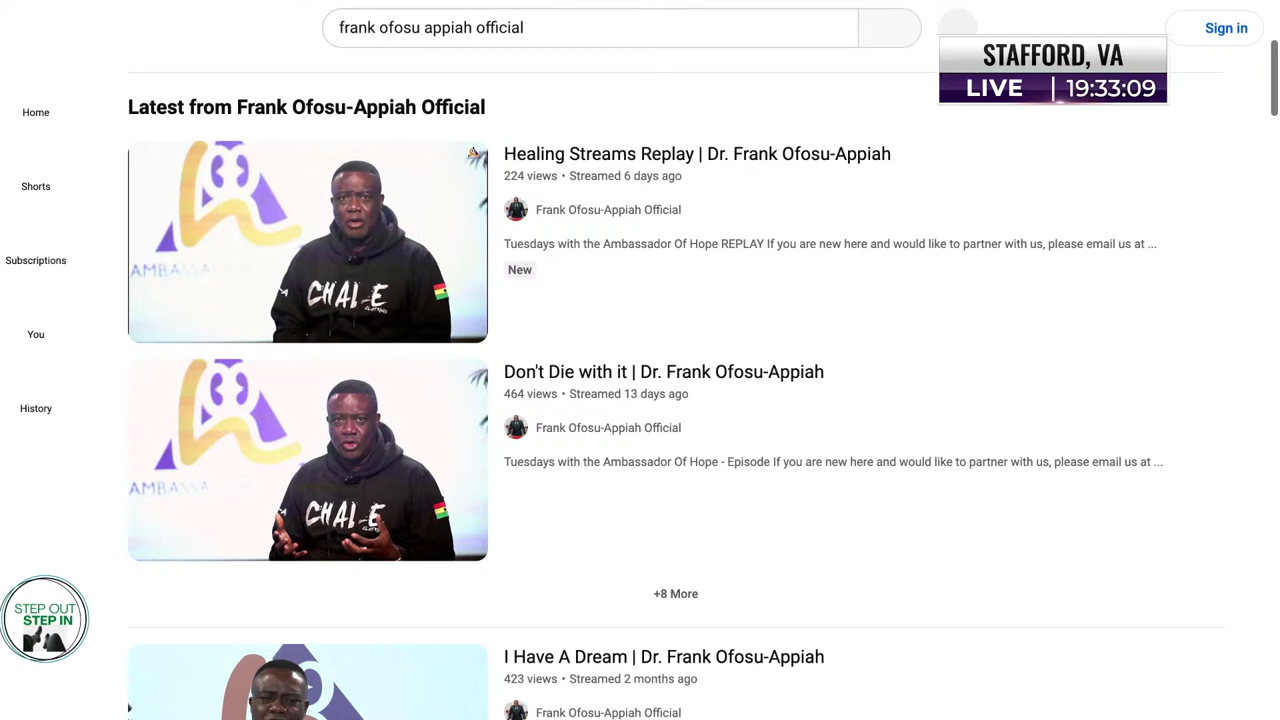 frank ofosu appiah official
Sign in
STAFFORD, VA
LIVE | 19:33:09
Home
Shorts
Subscriptions
You
History
Latest from Frank Ofosu-Appiah Official
CHALE
Healing Streams Replay | Dr. Frank Ofosu-Appiah
224 views • Streamed 6 days ago
Frank Ofosu-Appiah Official
Tuesdays with the Ambassador Of Hope REPLAY If you are new here and would like to partner with us, please email us at ...
New
CHALE
Don't Die with it | Dr. Frank Ofosu-Appiah
464 views • Streamed 13 days ago
Frank Ofosu-Appiah Official
Tuesdays with the Ambassador Of Hope - Episode If you are new here and would like to partner with us, please email us at ...
+8 More
STEP OUT
STEP IN
I Have A Dream | Dr. Frank Ofosu-Appiah
423 views • Streamed 2 months ago
Frank Ofosu-Appiah Official